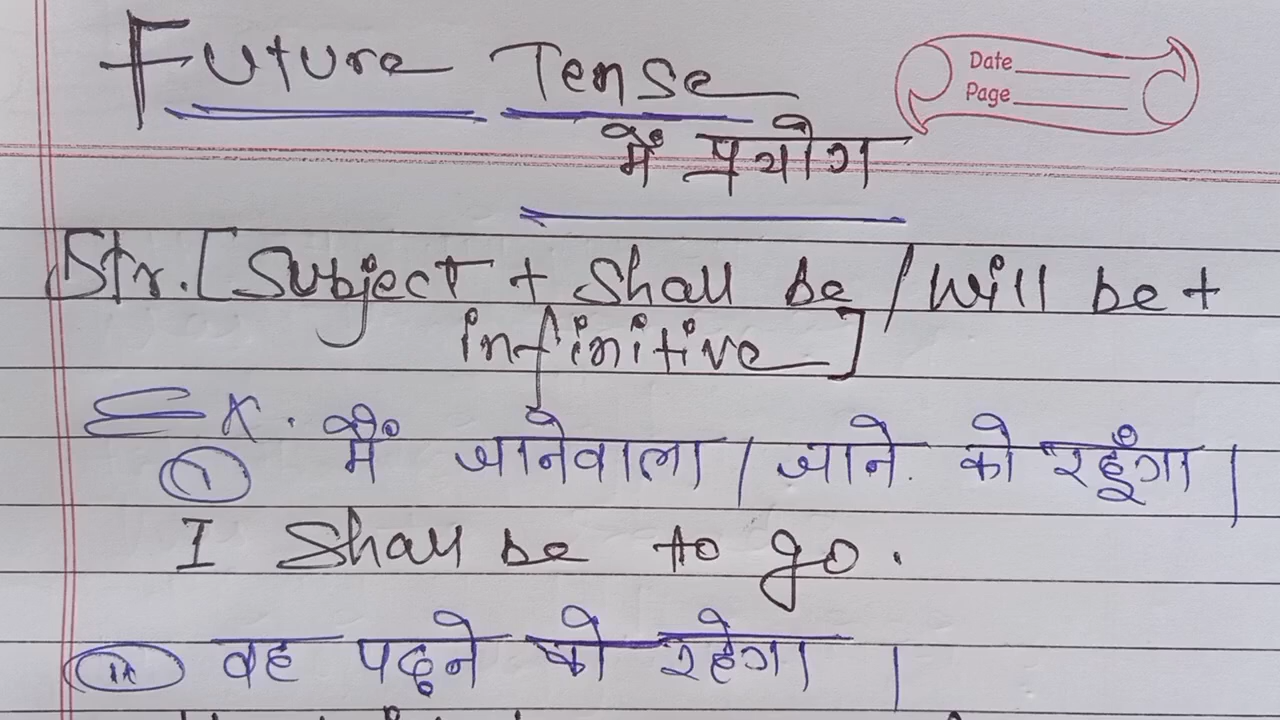 Future Tense
Date
Page
में प्रयोग
Str. [Subject + Shall be / Will be +
infinitive]
Ex.
① मैं जानेवाला / जाने को रहूँगा।
I Shall be to go.
(ii) वह पढ़ने को रहेगा ।